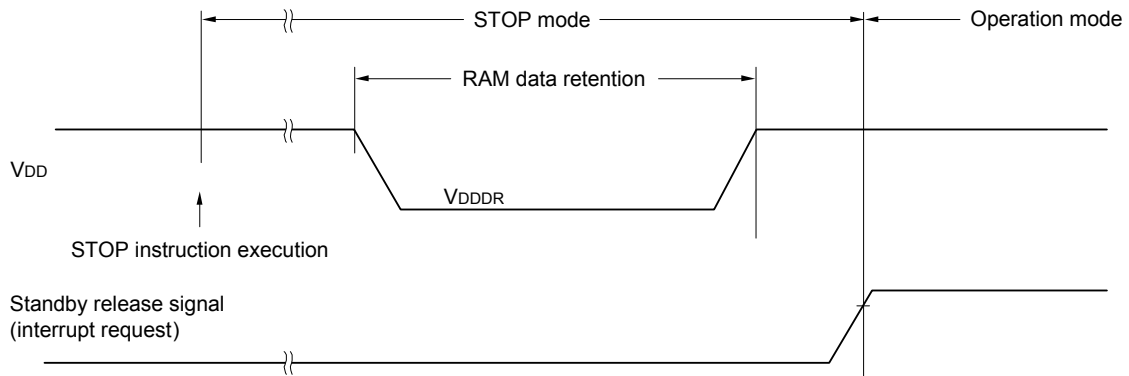 STOP mode
Operation mode
RAM data retention
VDD
VDDDR
STOP instruction execution
Standby release signal
(interrupt request)